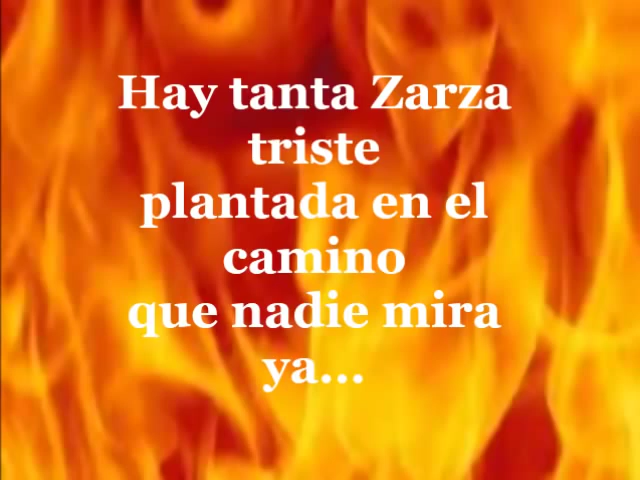 Hay tanta Zarza
triste
plantada en el
camino
que nadie mira
ya...